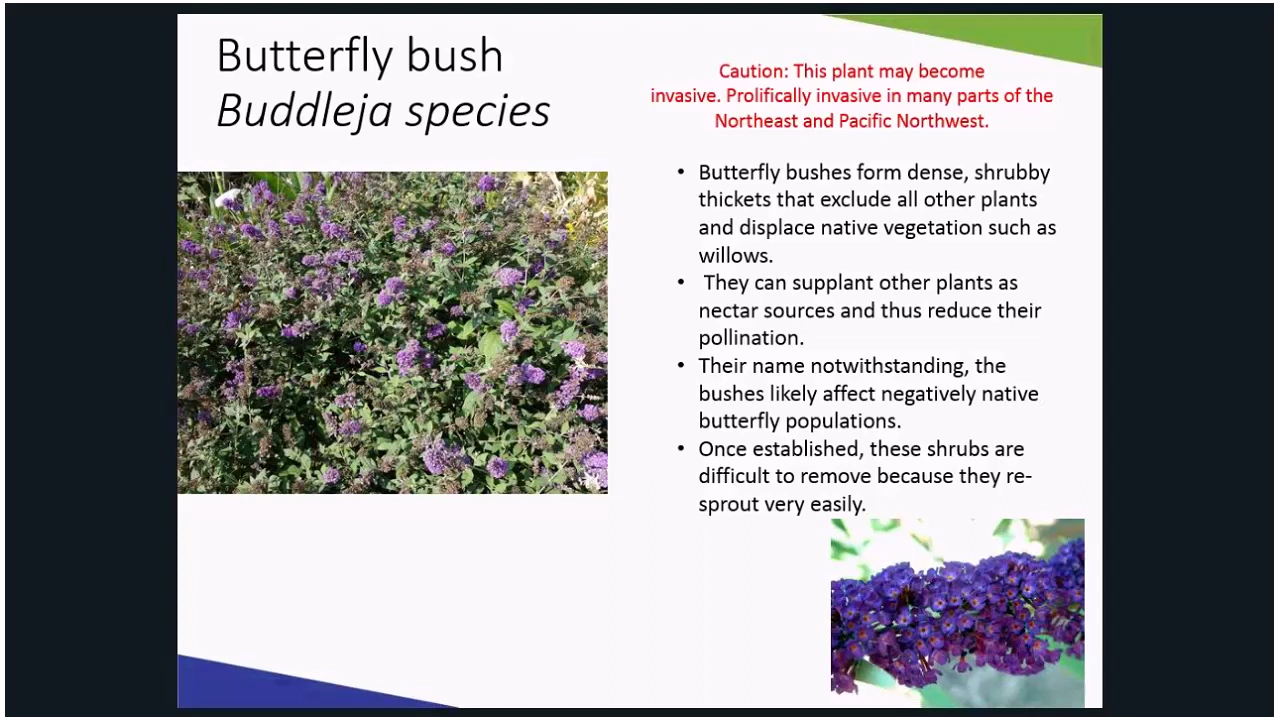 Butterfly bush
Buddleja species
Caution: This plant may become
invasive. Prolifically invasive in many parts of the
Northeast and Pacific Northwest.
• Butterfly bushes form dense, shrubby
thickets that exclude all other plants
and displace native vegetation such as
willows.
• They can supplant other plants as
nectar sources and thus reduce their
pollination.
• Their name notwithstanding, the
bushes likely affect negatively native
butterfly populations.
• Once established, these shrubs are
difficult to remove because they re-
sprout very easily.